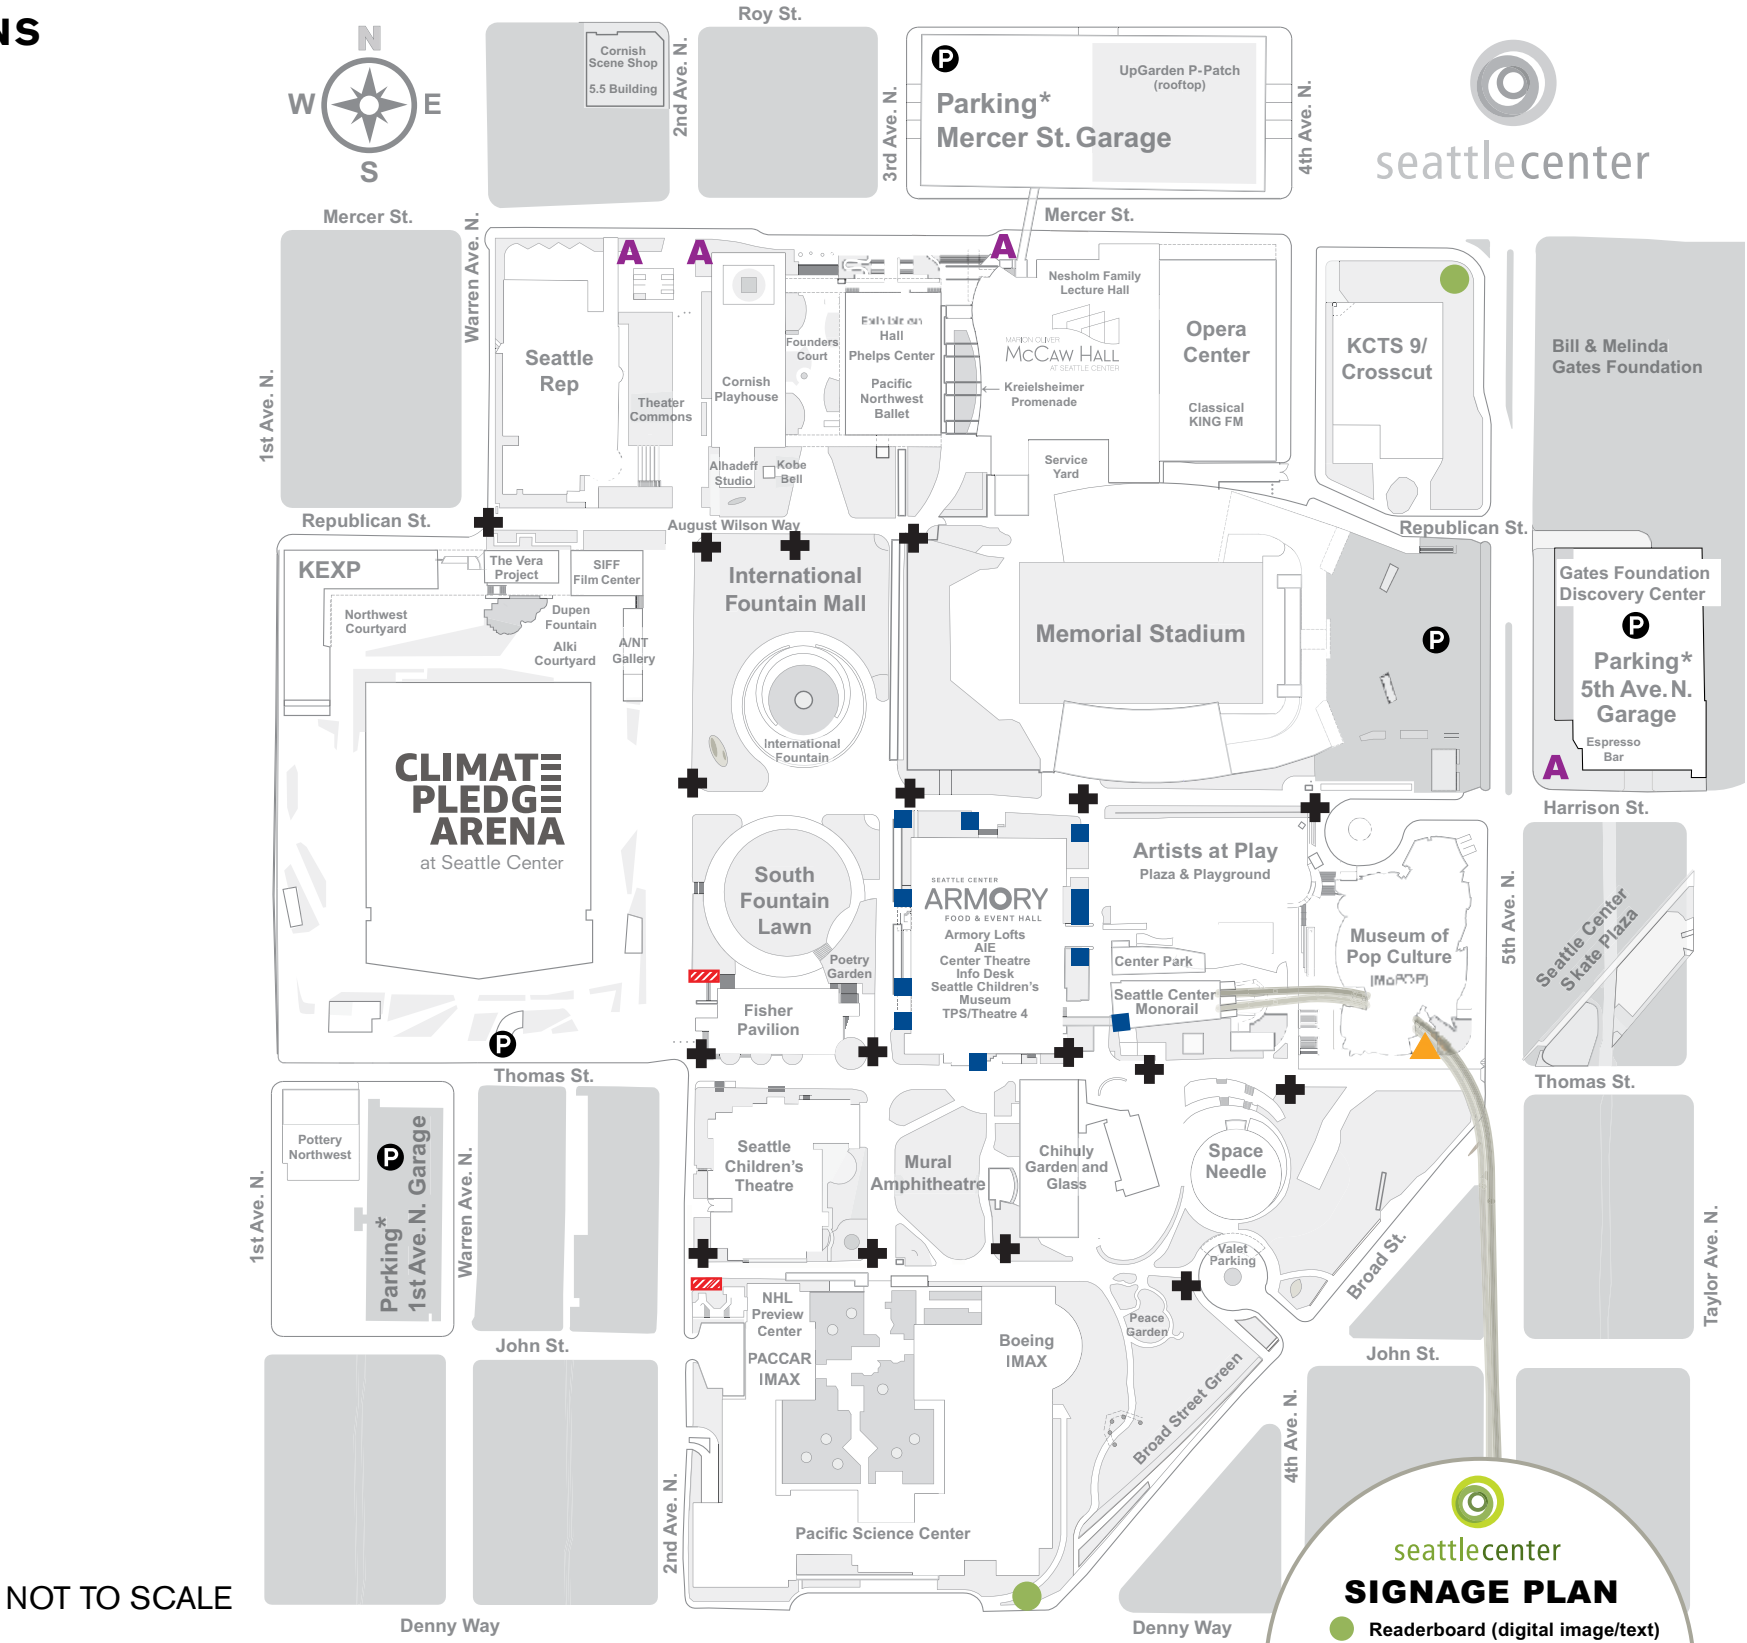 NS
N
W
E
S
Roy St.
Cornish
Scene Shop
5.5 Building
2nd Ave. N.
3rd Ave. N.
P
Parking*
Mercer St. Garage
UpGarden P-Patch
(rooftop)
4th Ave. N.
seattlecenter
Mercer St.
Mercer St.
Warren Ave. N.
1st Ave. N.
A
A
A
Seattle
Rep
Theater
Commons
Cornish
Playhouse
Founders
Court
Exhibition
Hall
Phelps Center
Pacific
Northwest
Ballet
Nesholm Family
Lecture Hall
MARION OLIVER
McCAW HALL
AT SEATTLE CENTER
Kreielsheimer
Promenade
Opera
Center
Classical
KING FM
KCTS 9/
Crosscut
Bill & Melinda
Gates Foundation
Alhadeff
Studio
Kobe
Bell
Service
Yard
Republican St.
August Wilson Way
Republican St.
KEXP
The Vera
Project
SIFF
Film Center
Northwest
Courtyard
Dupen
Fountain
Alki
Courtyard
A/NT
Gallery
International
Fountain Mall
International
Fountain
Memorial Stadium
P
Gates Foundation
Discovery Center
P
Parking*
5th Ave. N.
Garage
Espresso
Bar
A
Harrison St.
CLIMATE
PLEDGE
ARENA
at Seattle Center
South
Fountain
Lawn
Poetry
Garden
Fisher
Pavilion
SEATTLE CENTER
ARMORY
FOOD & EVENT HALL
Armory Lofts
AIE
Center Theatre
Info Desk
Seattle Children's
Museum
TPS/Theatre 4
Artists at Play
Plaza & Playground
Center Park
Seattle Center
Monorail
Museum of
Pop Culture
(MoPOP)
5th Ave. N.
Seattle Center
Skate Plaza
P
Thomas St.
Thomas St.
Pottery
Northwest
P
Parking*
1st Ave. N. Garage
1st Ave. N.
Warren Ave. N.
Seattle
Children's
Theatre
Mural
Amphitheatre
Chihuly
Garden and
Glass
Space
Needle
Valet
Parking
Broad St.
Taylor Ave. N.
NHL
Preview
Center
PACCAR
IMAX
Boeing
IMAX
Peace
Garden
Broad Street Green
John St.
John St.
4th Ave. N.
2nd Ave. N.
Pacific Science Center
NOT TO SCALE
Denny Way
Denny Way
seattlecenter
SIGNAGE PLAN
Readerboard (digital image/text)